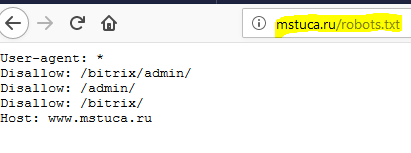 mstuca.ru/robots.txt
User-agent: *
Disallow: /bitrix/admin/
Disallow: /admin/
Disallow: /bitrix/
Host: www.mstuca.ru